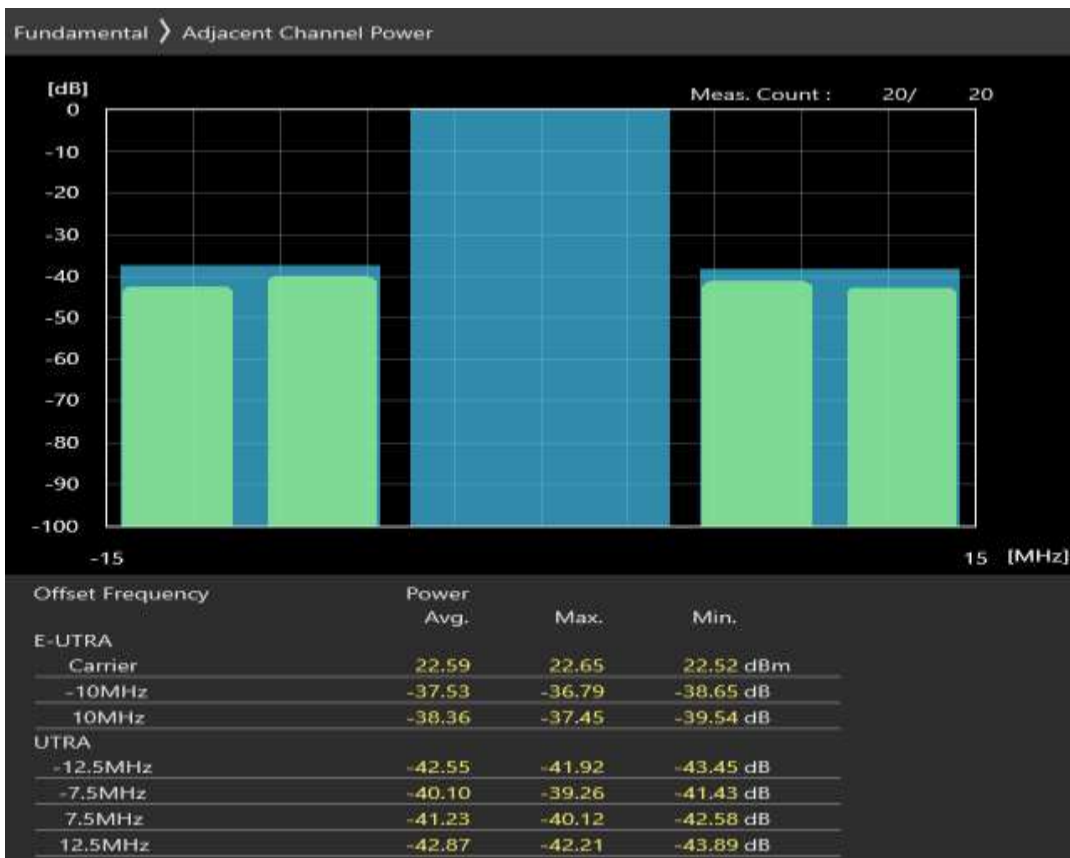 Fundamental ❭ Adjacent Channel Power
[dB]
Meas. Count : 20/ 20
0
-10
-20
-30
-40
-50
-60
-70
-80
-90
-100
-15 15 [MHz]
Offset Frequency Power
Avg. Max. Min.
E-UTRA
Carrier 22.59 22.65 22.52 dBm
-10MHz -37.53 -36.79 -38.65 dB
10MHz -38.36 -37.45 -39.54 dB
UTRA
-12.5MHz -42.55 -41.92 -43.45 dB
-7.5MHz -40.10 -39.26 -41.43 dB
7.5MHz -41.23 -40.12 -42.58 dB
12.5MHz -42.87 -42.21 -43.89 dB